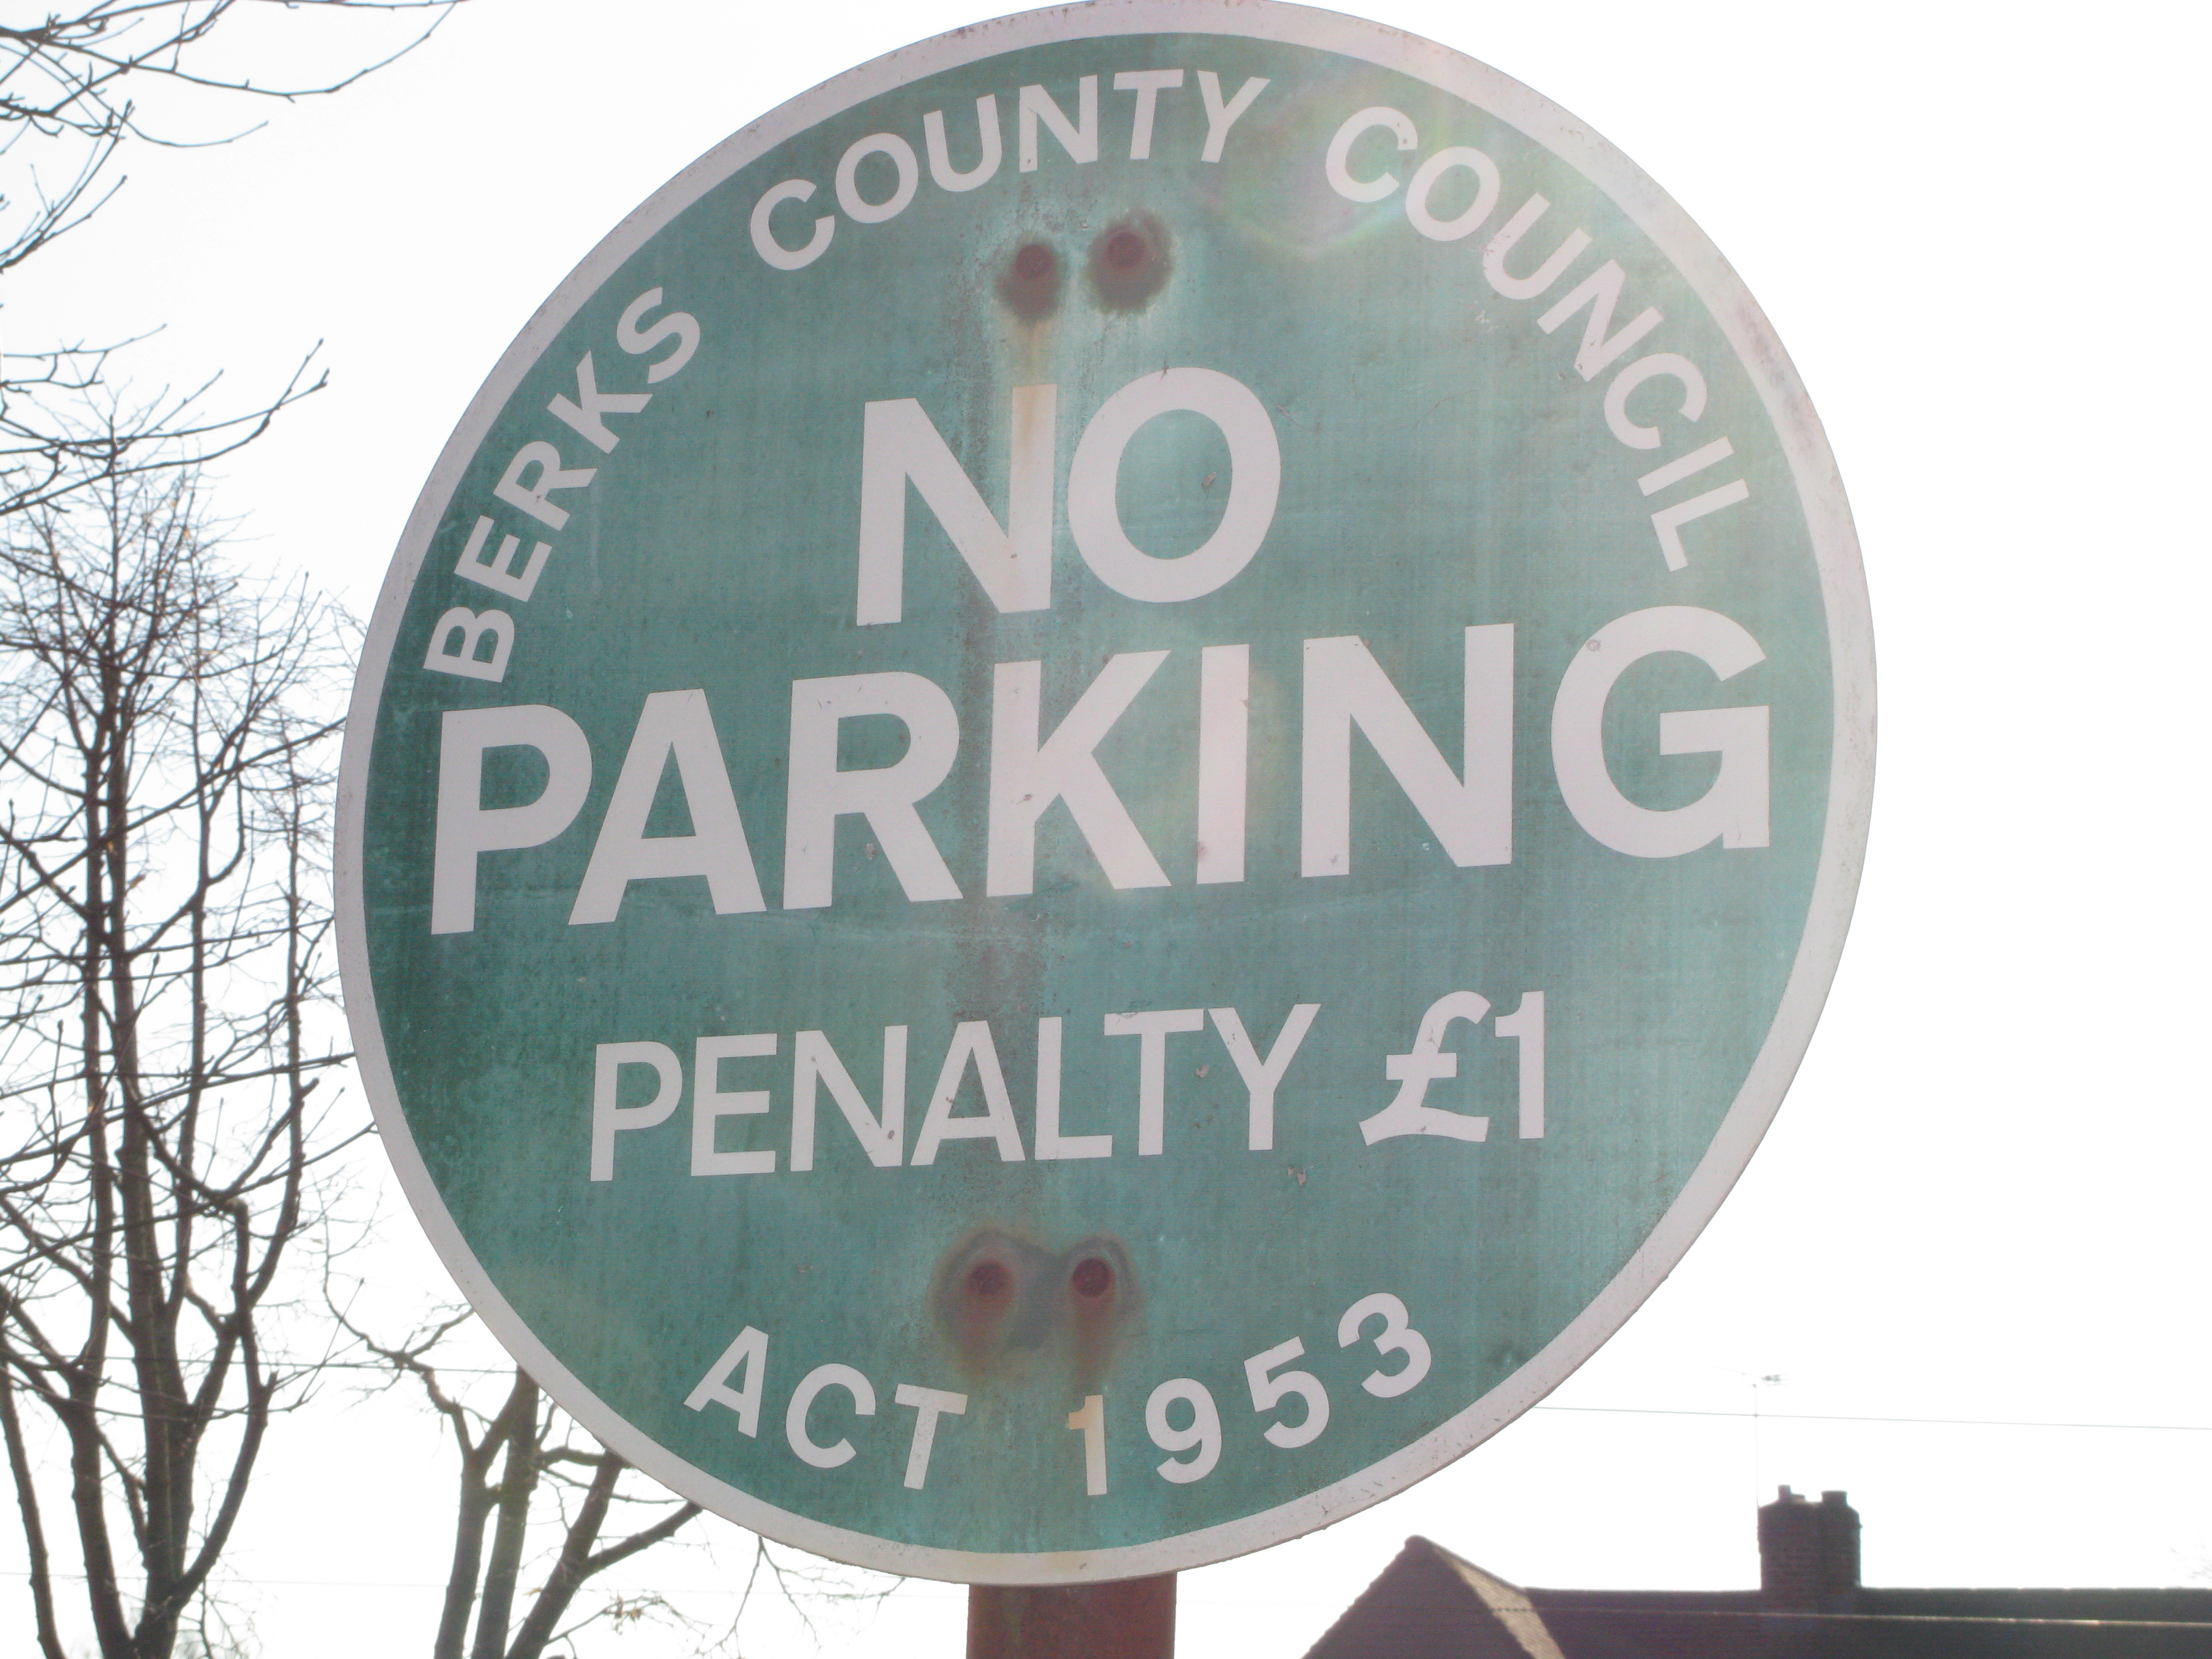 BERKS COUNTY COUNCIL
NO
PARKING
PENALTY £1
ACT 1953